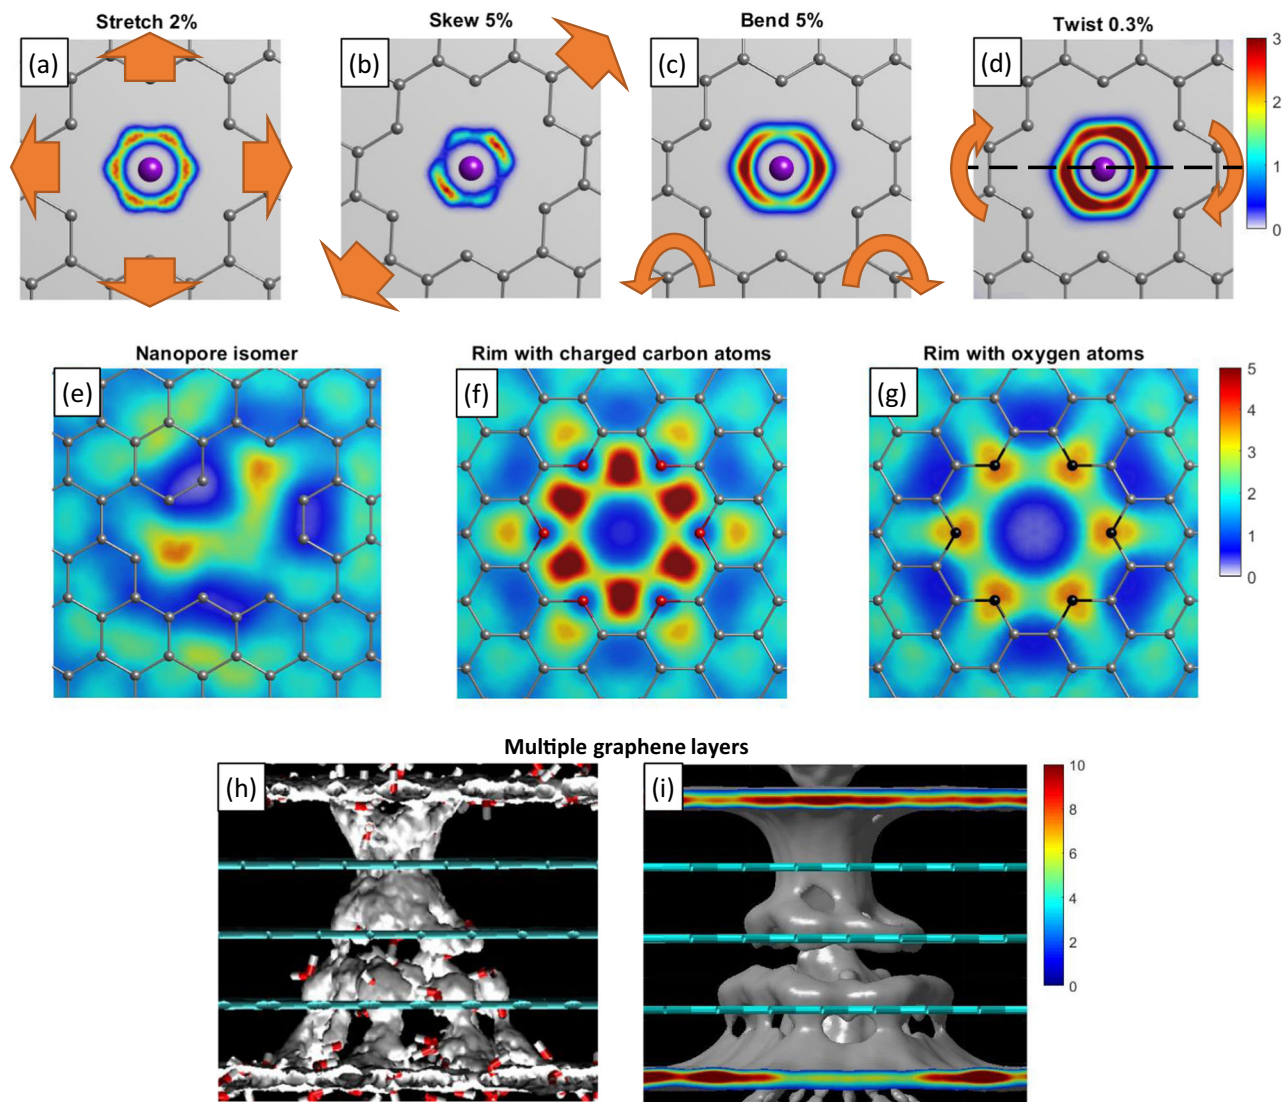 Stretch 2%
Skew 5%
Bend 5%
Twist 0.3%
(a)
(b)
(c)
(d)
3
2
1
0
Nanopore isomer
Rim with charged carbon atoms
Rim with oxygen atoms
(e)
(f)
(g)
5
4
3
2
1
0
Multiple graphene layers
(h)
(i)
10
8
6
4
2
0